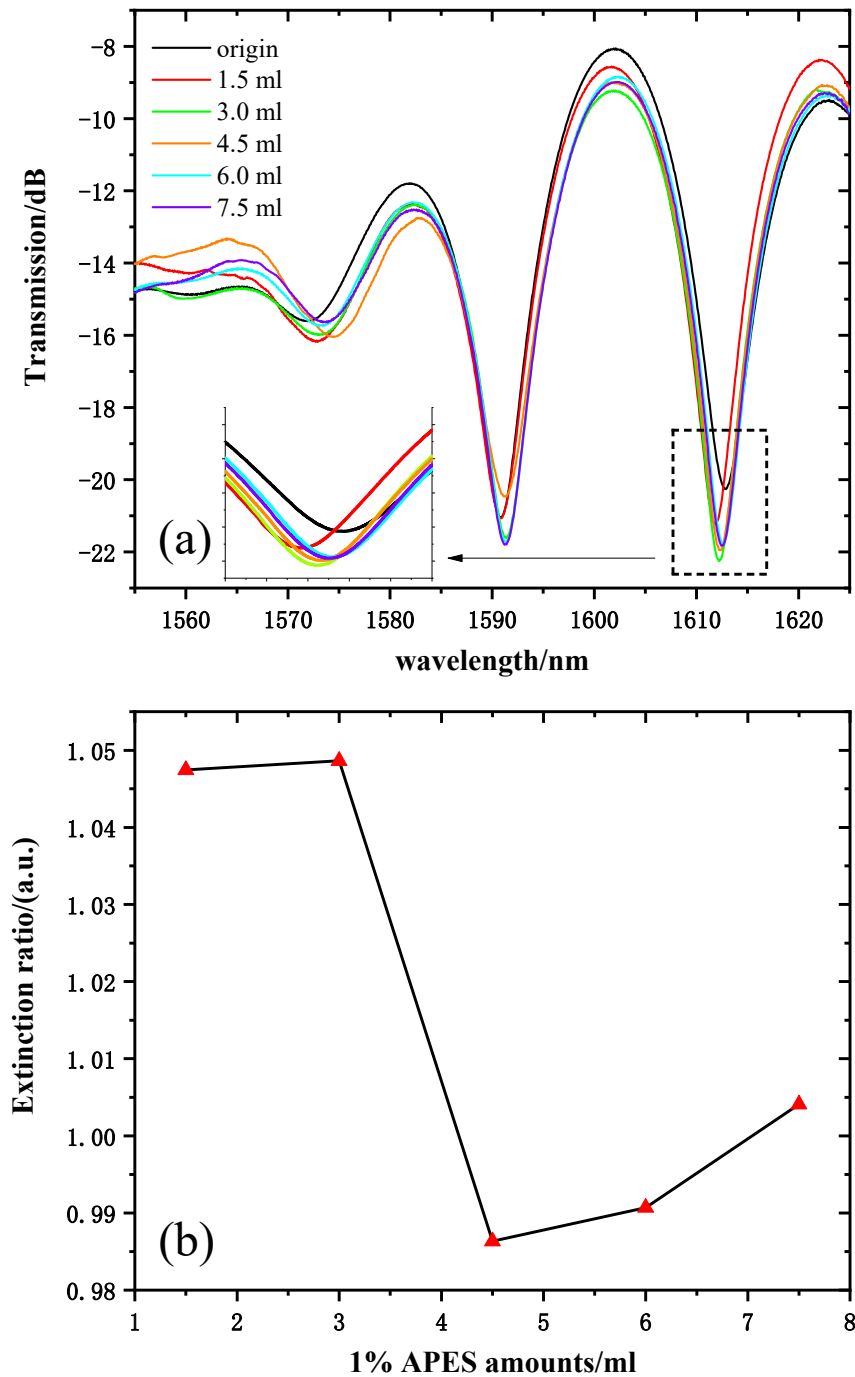 -8
-10
-12
-14
-16
-18
-20
-22
Transmission/dB
origin
1.5 ml
3.0 ml
4.5 ml
6.0 ml
7.5 ml
(a)
1560 1570 1580 1590 1600 1610 1620
wavelength/nm
1.05
1.04
1.03
1.02
1.01
1.00
0.99
0.98
Extinction ratio/(a.u.)
(b)
1 2 3 4 5 6 7 8
1% APES amounts/ml